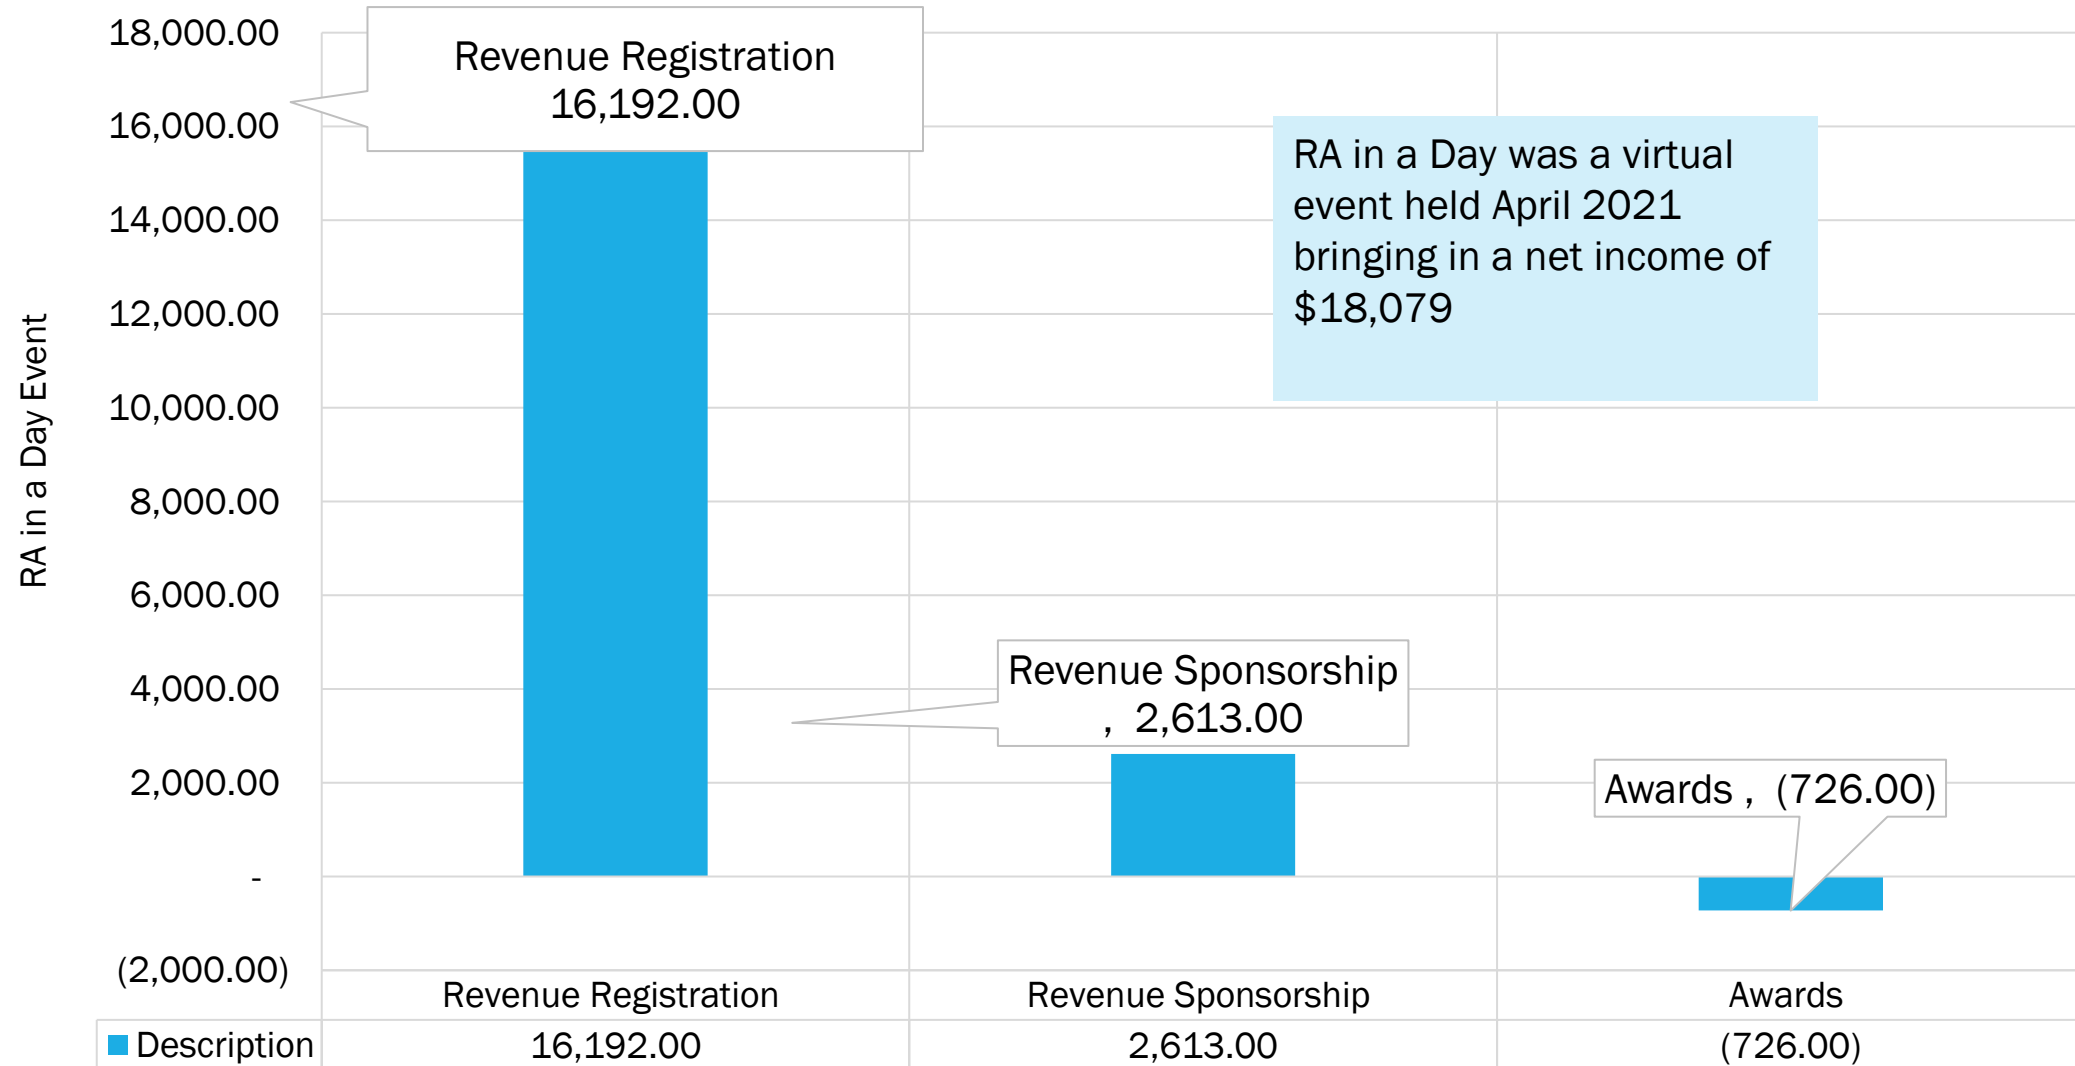 18,000.00
16,000.00
14,000.00
12,000.00
10,000.00
8,000.00
6,000.00
4,000.00
2,000.00
-
(2,000.00)
RA in a Day Event
Revenue Registration
16,192.00
RA in a Day was a virtual
event held April 2021
bringing in a net income of
$18,079
Revenue Sponsorship
, 2,613.00
Awards , (726.00)
Revenue Registration Revenue Sponsorship Awards
Description 16,192.00 2,613.00 (726.00)